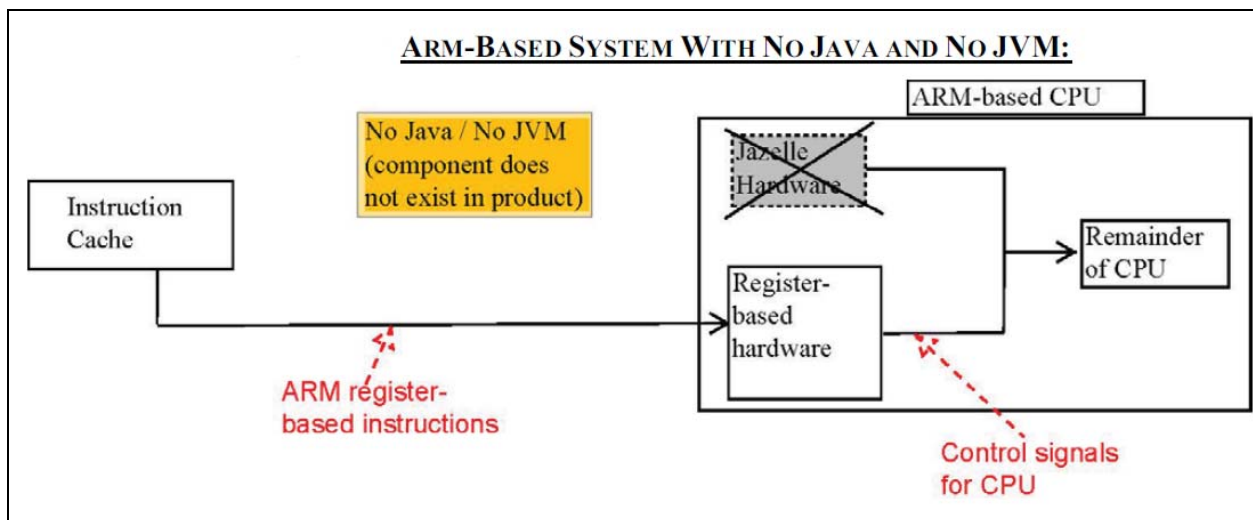 ARM-BASED SYSTEM WITH NO JAVA AND NO JVM:
ARM-based CPU
No Java / No JVM
(component does
not exist in product)
Jazelle
Hardware
Instruction
Cache
Remainder
of CPU
Register-
based
hardware
ARM register-
based instructions
Control signals
for CPU